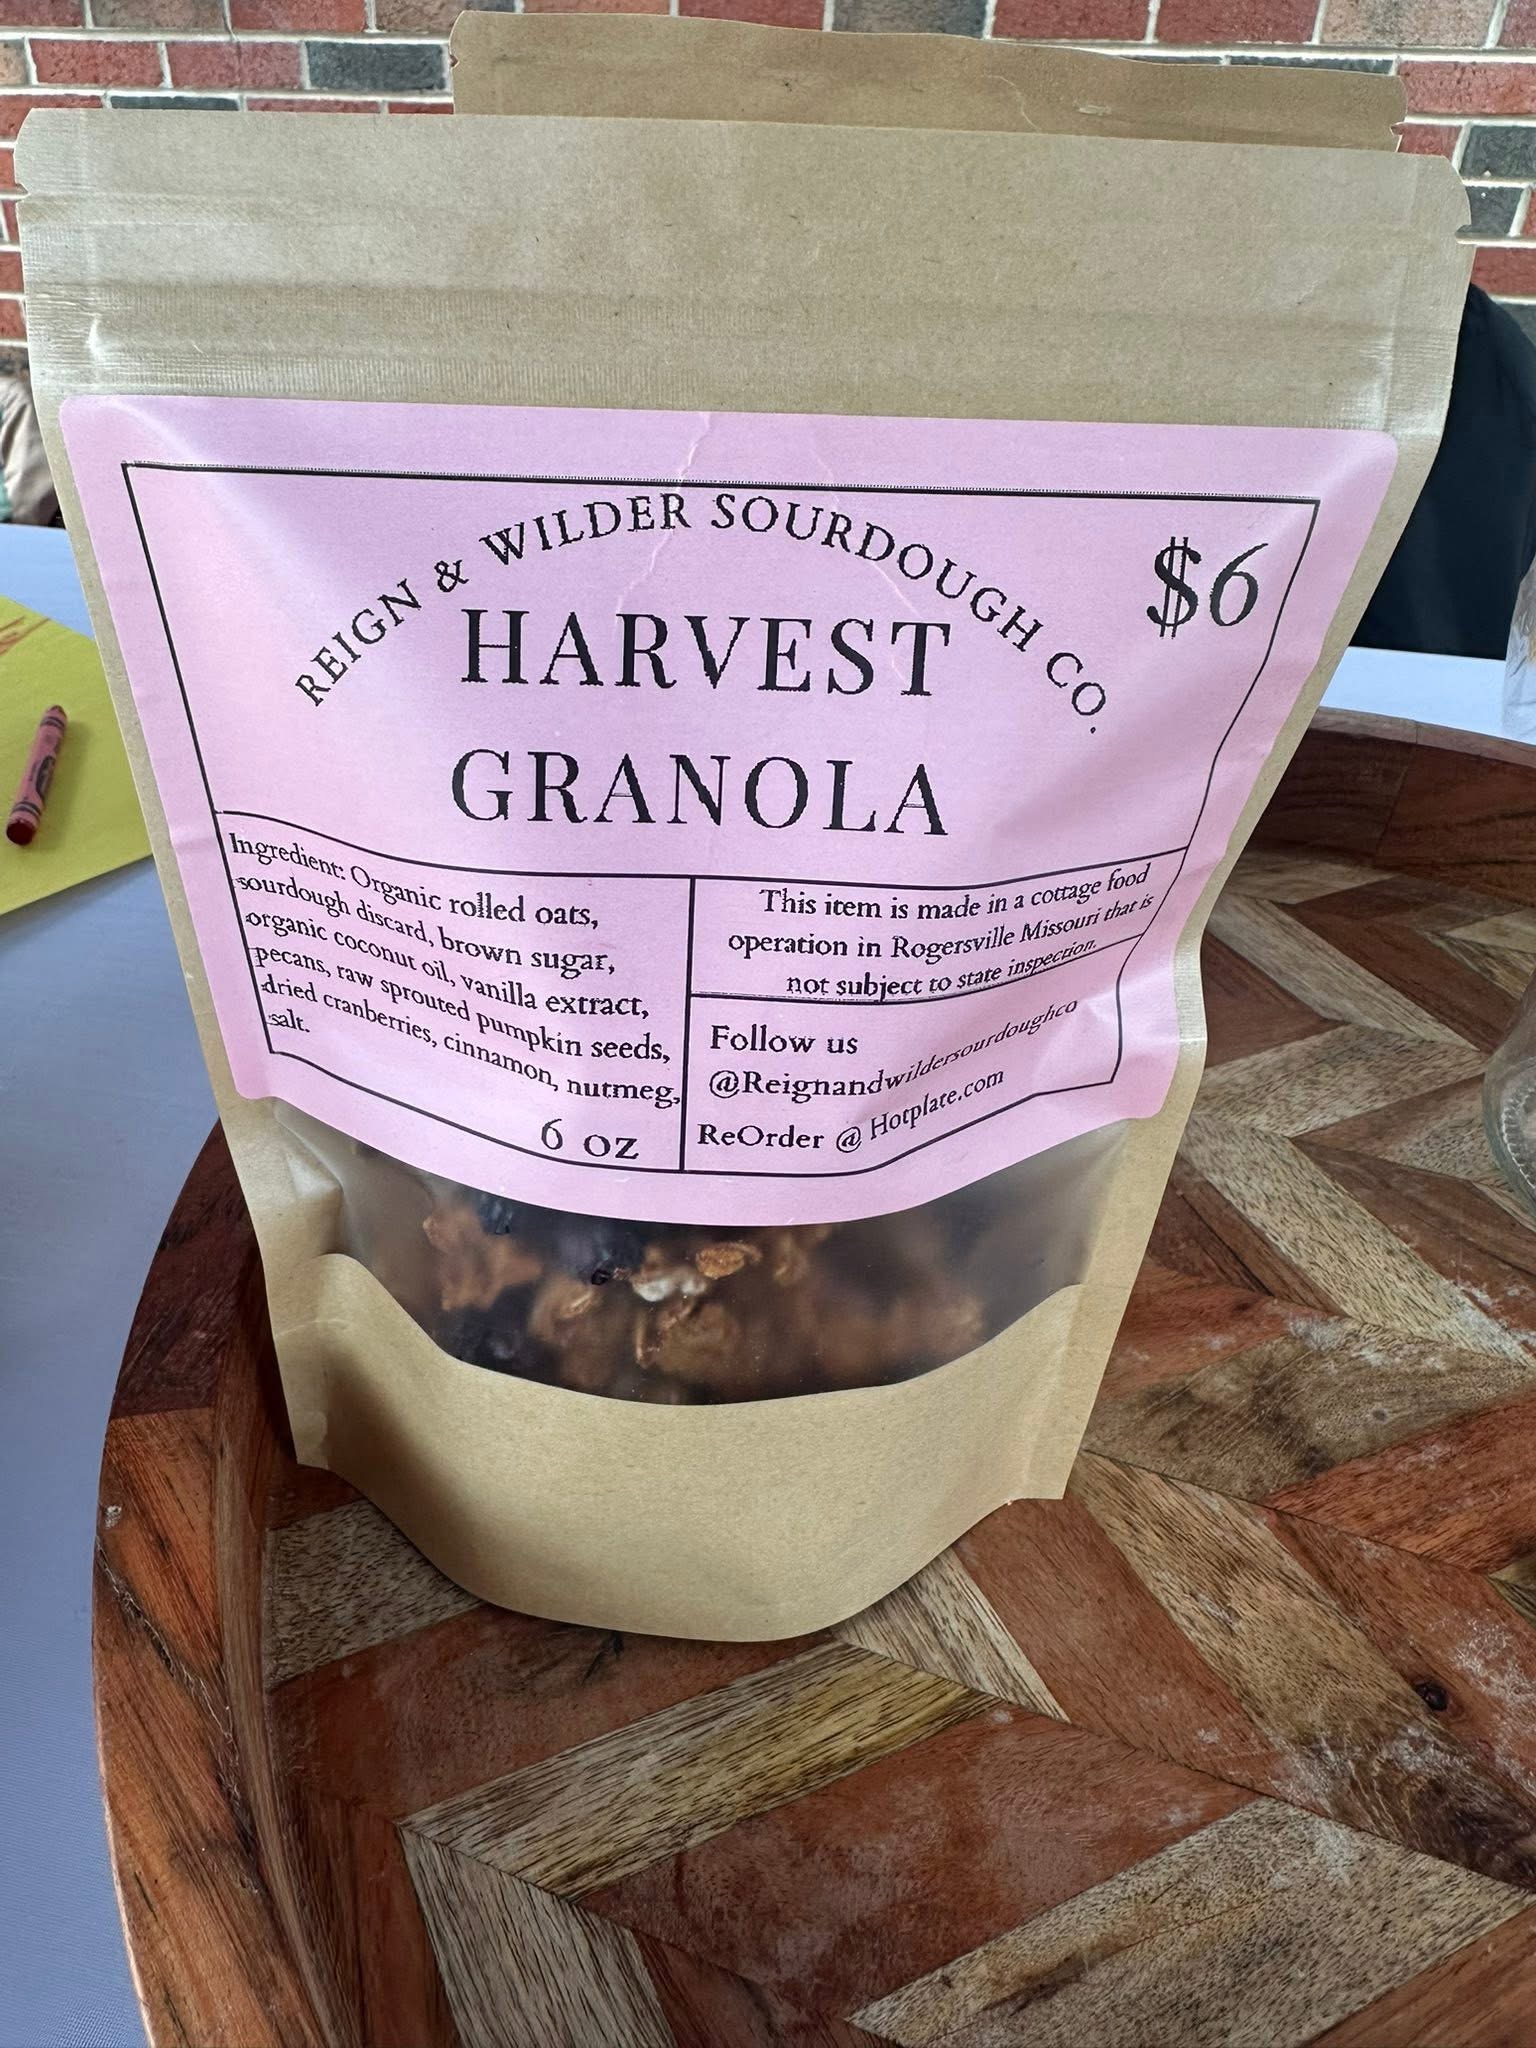 REIGN & WILDER SOURDOUGH CO.
$6
HARVEST
GRANOLA
Ingredient: Organic rolled oats,
sourdough discard, brown sugar,
organic coconut oil, vanilla extract,
pecans, raw sprouted pumpkin seeds,
dried cranberries, cinnamon, nutmeg,
salt.
6 oz
This item is made in a cottage food
operation in Rogersville Missouri that is
not subject to state inspection.
Follow us
@Reignandwildersourdoughco
ReOrder @ Hotplate.com